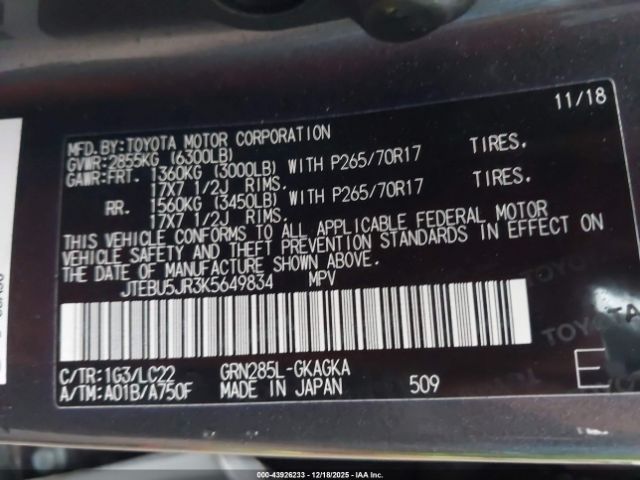 11/18
MFD.BY:TOYOTA MOTOR CORPORATION
GVWR:2855KG (6300LB)
GAWR:FRT. 1360KG (3000LB) WITH P265/70R17 TIRES.
17X7 1/2J RIMS.
RR. 1560KG (3450LB) WITH P265/70R17 TIRES.
17X7 1/2J RIMS.
THIS VEHICLE CONFORMS TO ALL APPLICABLE FEDERAL MOTOR
VEHICLE SAFETY AND THEFT PREVENTION STANDARDS IN EFFECT ON
THE DATE OF MANUFACTURE SHOWN ABOVE.
JTEBU5JR3K5649834 MPV
C/TR:1G3/LC22 GRN285L-GKAGKA
A/TM:A01B/A750F MADE IN JAPAN 509 E
TOYOTA
000-43926233 - 12/18/2025 - IAA Inc.